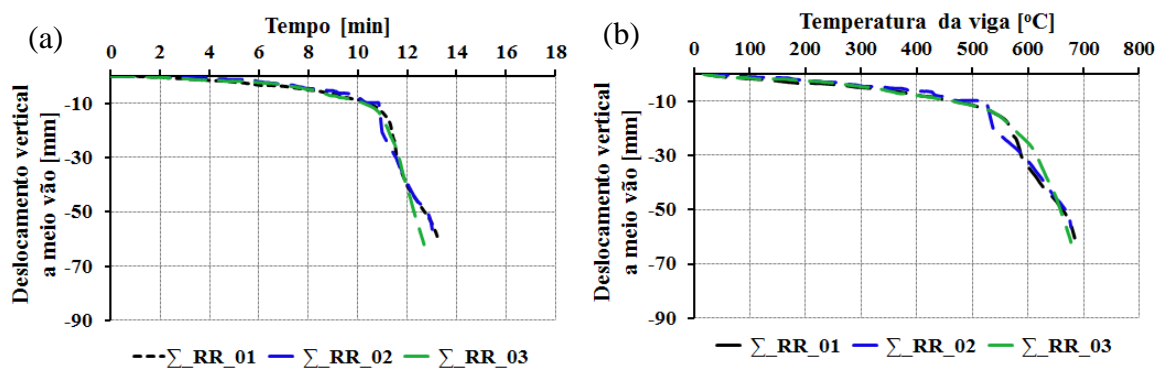 (a)
Tempo [min]
0 2 4 6 8 10 12 14 16 18
Deslocamento vertical
a meio vão [mm]
-10
-30
-50
-70
-90
∑_RR_01 ∑_RR_02 ∑_RR_03
(b)
Temperatura da viga [ºC]
0 100 200 300 400 500 600 700 800
Deslocamento vertical
a meio vão [mm]
-10
-30
-50
-70
-90
∑_RR_01 ∑_RR_02 ∑_RR_03